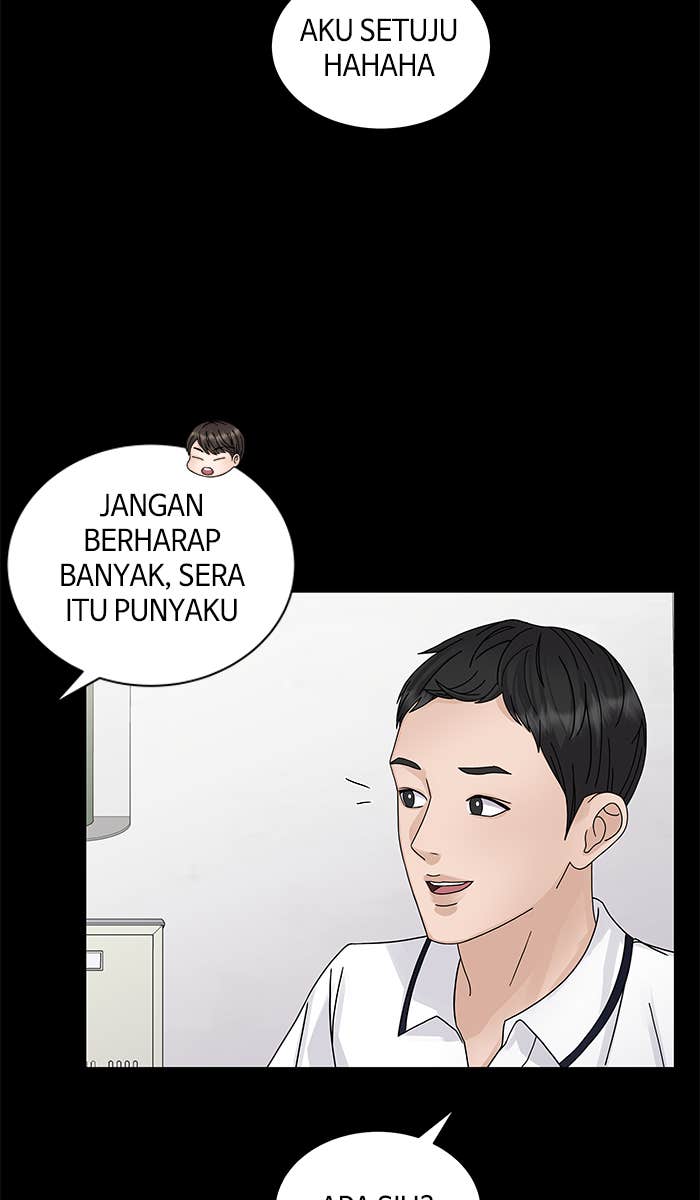 AKU SETUJU
HAHAHA
JANGAN
BERHARAP
BANYAK, SERA
ITU PUNYAKU